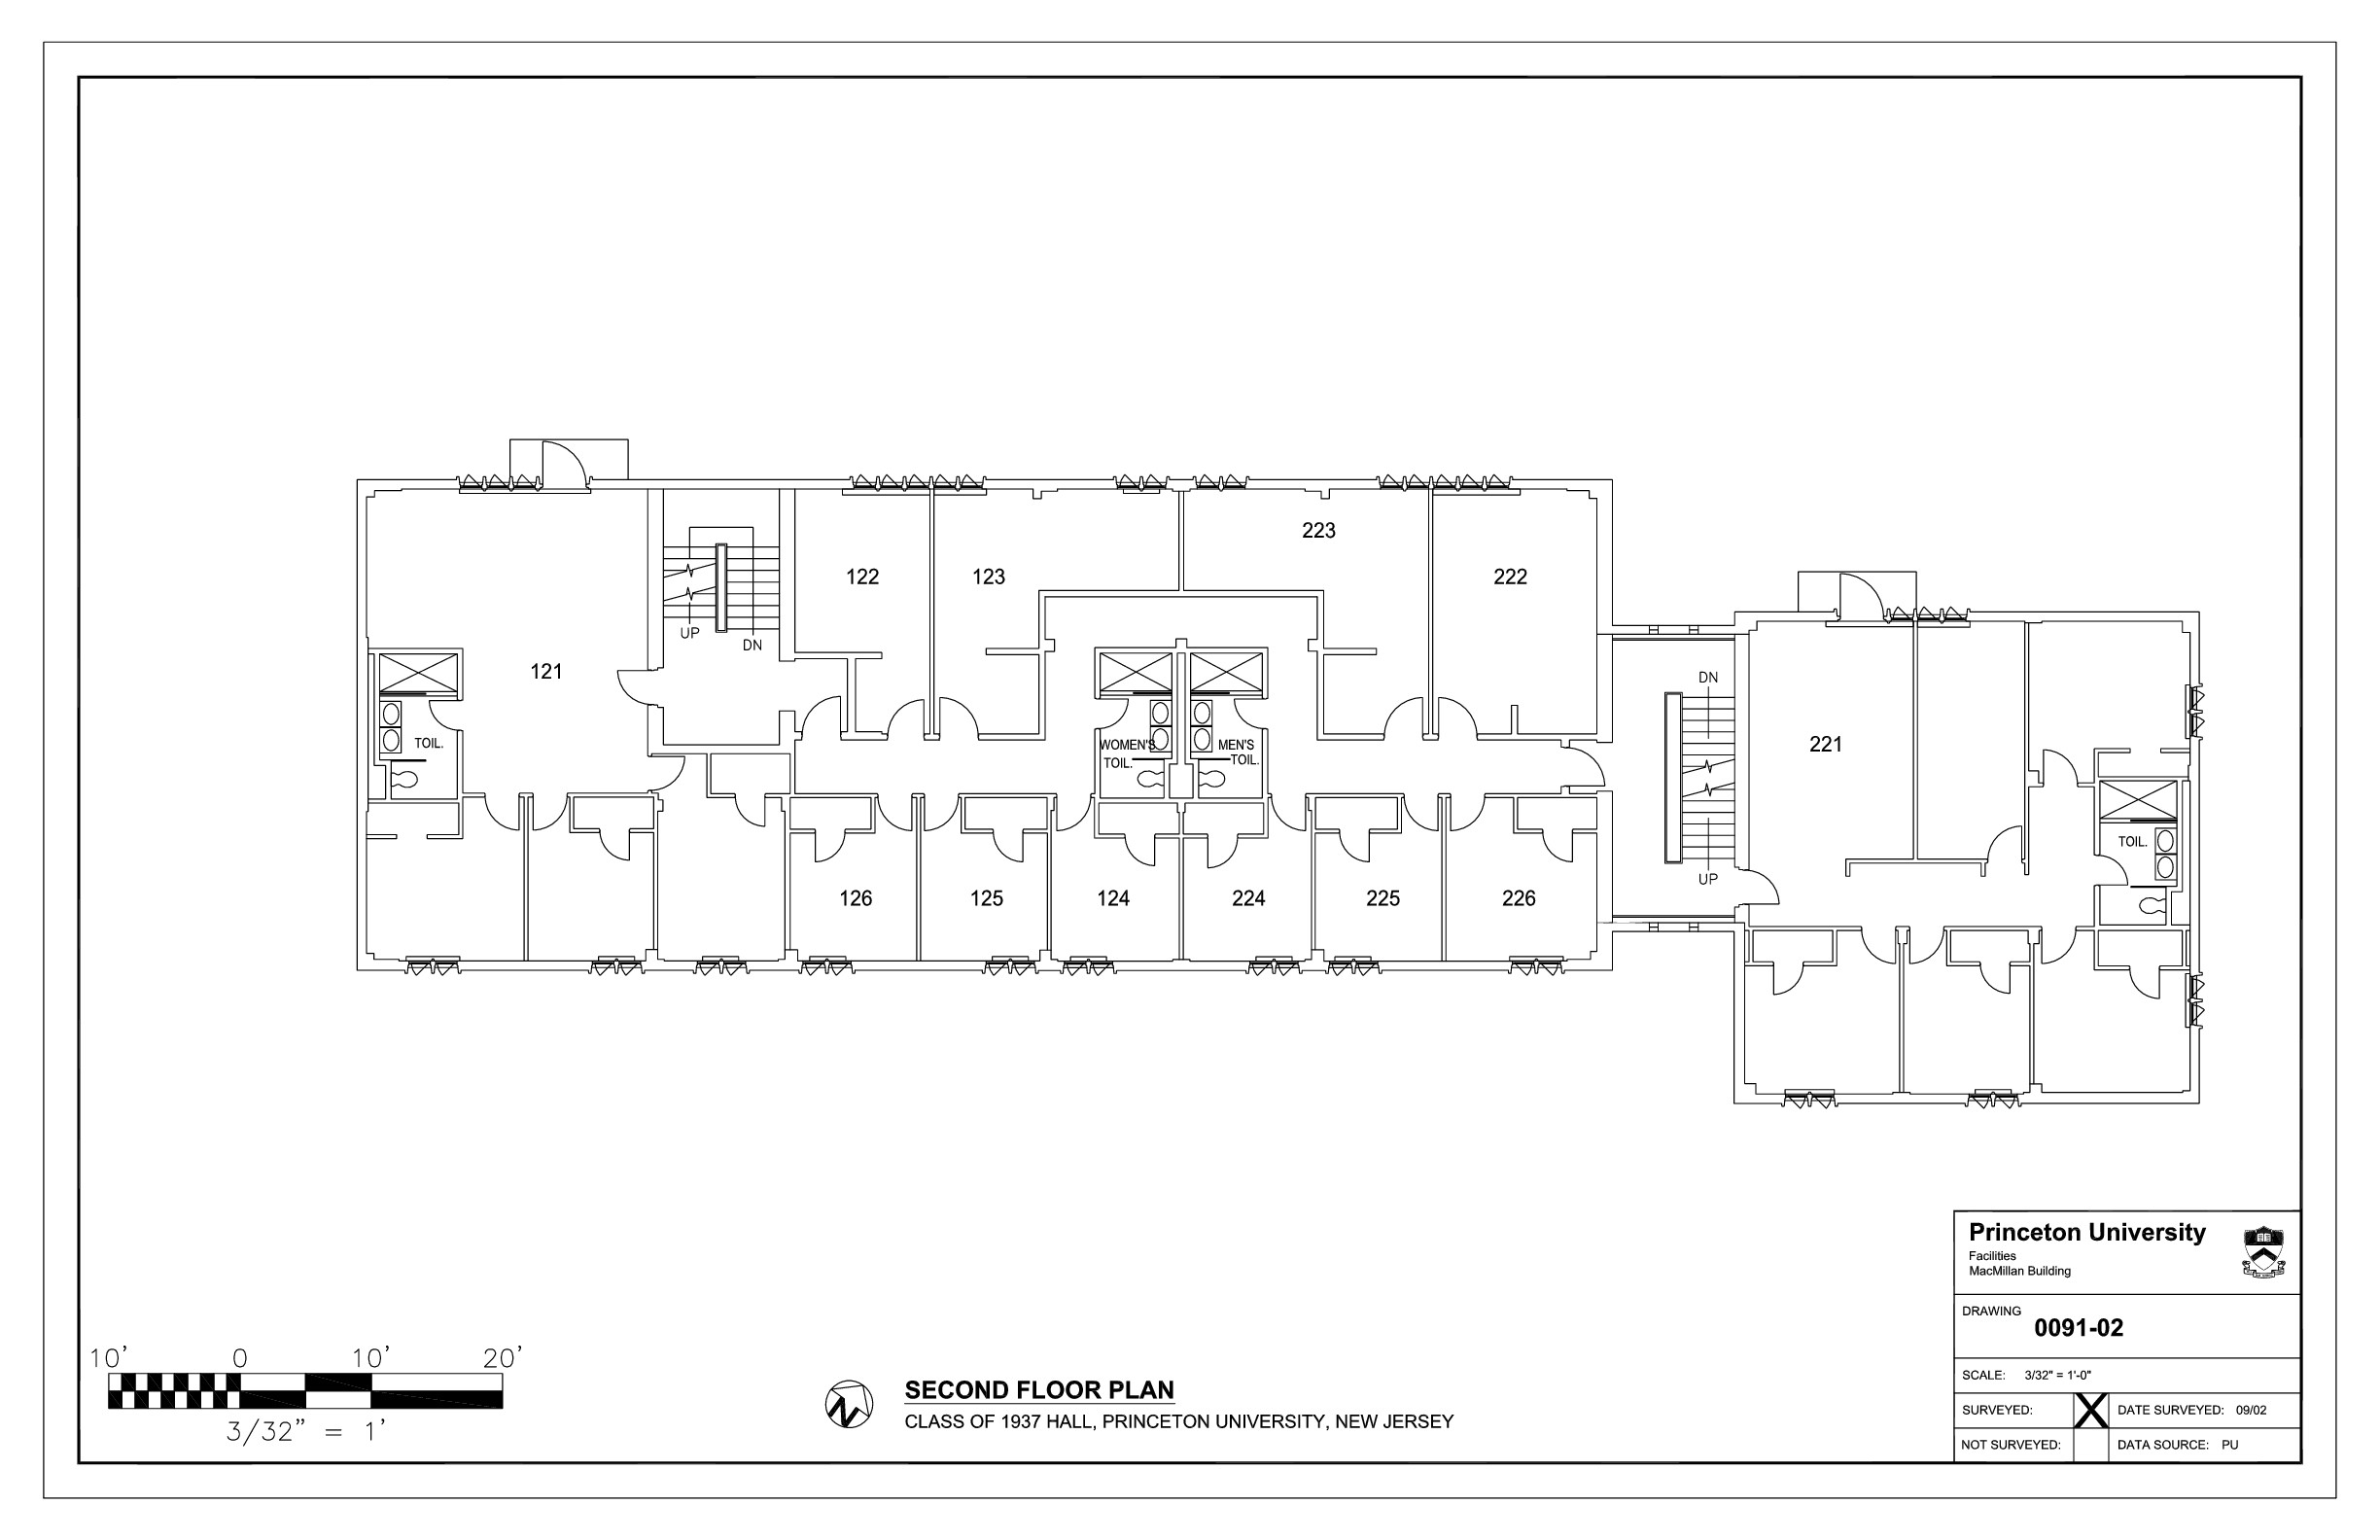 223
122
123
222
UP
DN
121
DN
221
TOIL.
WOMEN'S
TOIL.
MEN'S
TOIL.
TOIL.
UP
126
125
124
224
225
226
Princeton University
Facilities
MacMillan Building
DRAWING
0091-02
SCALE: 3/32" = 1'-0"
SURVEYED: X DATE SURVEYED: 09/02
NOT SURVEYED: DATA SOURCE: PU
10' 0 10' 20'
3/32" = 1'
N
SECOND FLOOR PLAN
CLASS OF 1937 HALL, PRINCETON UNIVERSITY, NEW JERSEY